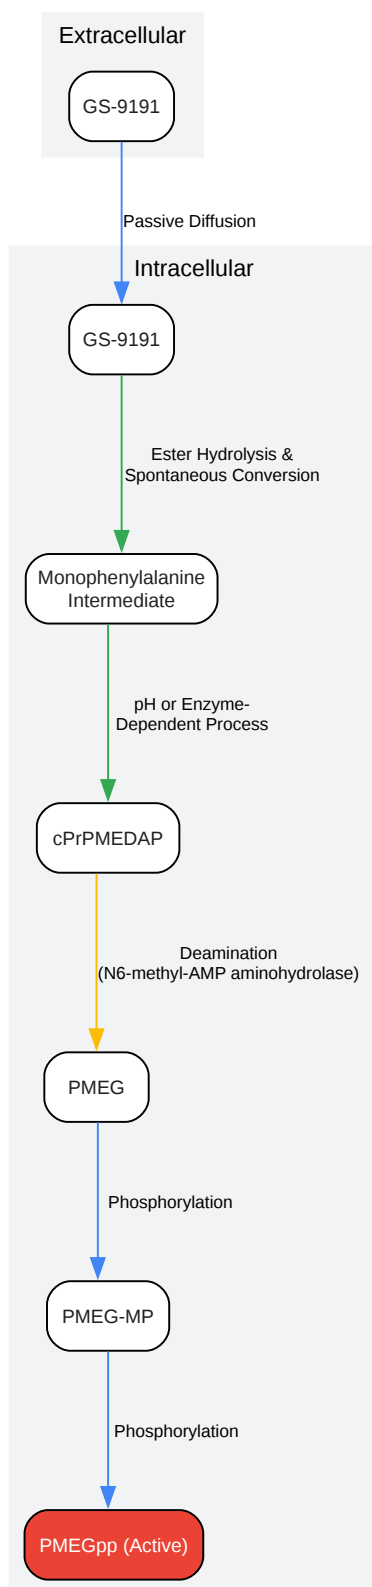 Extracellular
GS-9191
Passive Diffusion
Intracellular
GS-9191
Ester Hydrolysis &
Spontaneous Conversion
Monophenylalanine
Intermediate
pH or Enzyme-
Dependent Process
cPrPMEDAP
Deamination
(N6-methyl-AMP aminohydrolase)
PMEG
Phosphorylation
PMEG-MP
Phosphorylation
PMEGpp (Active)